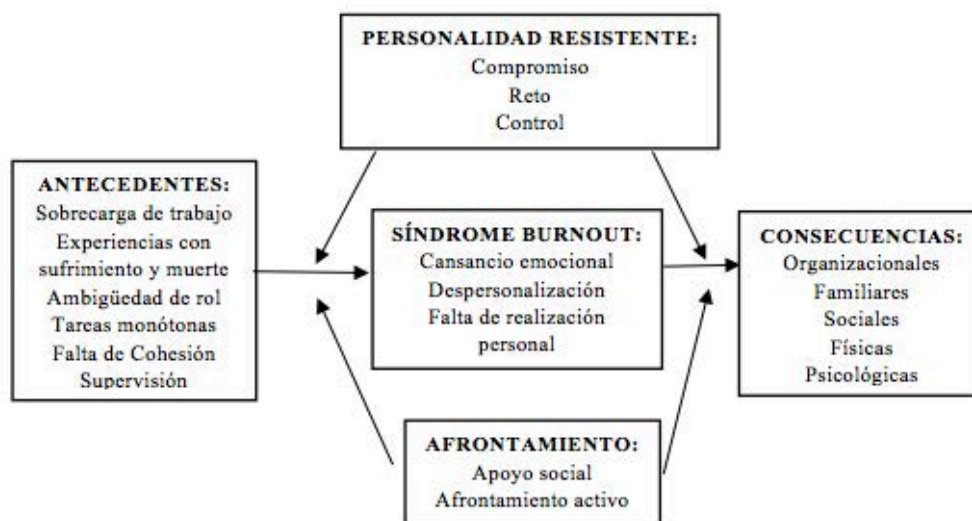 PERSONALIDAD RESISTENTE:
Compromiso
Reto
Control
ANTECEDENTES:
Sobrecarga de trabajo
Experiencias con
sufrimiento y muerte
Ambigüedad de rol
Tareas monótonas
Falta de Cohesión
Supervisión
SÍNDROME BURNOUT:
Cansancio emocional
Despersonalización
Falta de realización
personal
CONSECUENCIAS:
Organizacionales
Familiares
Sociales
Físicas
Psicológicas
AFRONTAMIENTO:
Apoyo social
Afrontamiento activo